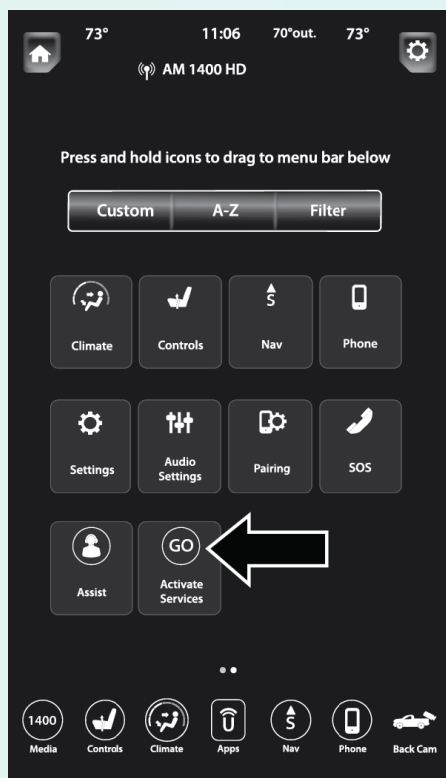 73° 11:06 70°out. 73°
AM 1400 HD
Press and hold icons to drag to menu bar below
Custom A-Z Filter
S
Climate Controls Nav Phone
Settings Audio Settings Pairing SOS
GO
Assist Activate Services
1400 S
Media Controls Climate Apps Nav Phone Back Cam